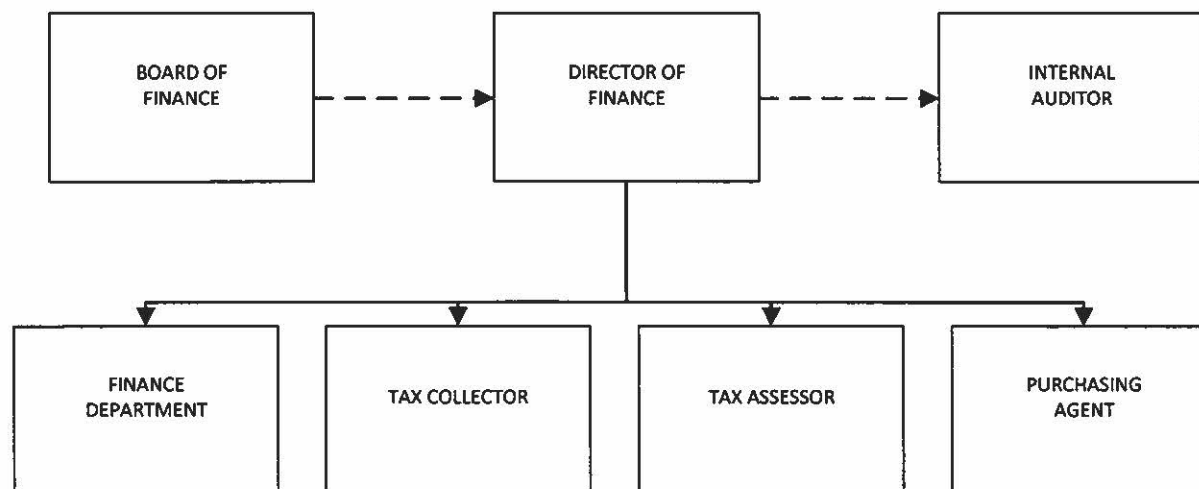 BOARD OF
FINANCE
DIRECTOR OF
FINANCE
INTERNAL
AUDITOR
FINANCE
DEPARTMENT
TAX COLLECTOR
TAX ASSESSOR
PURCHASING
AGENT